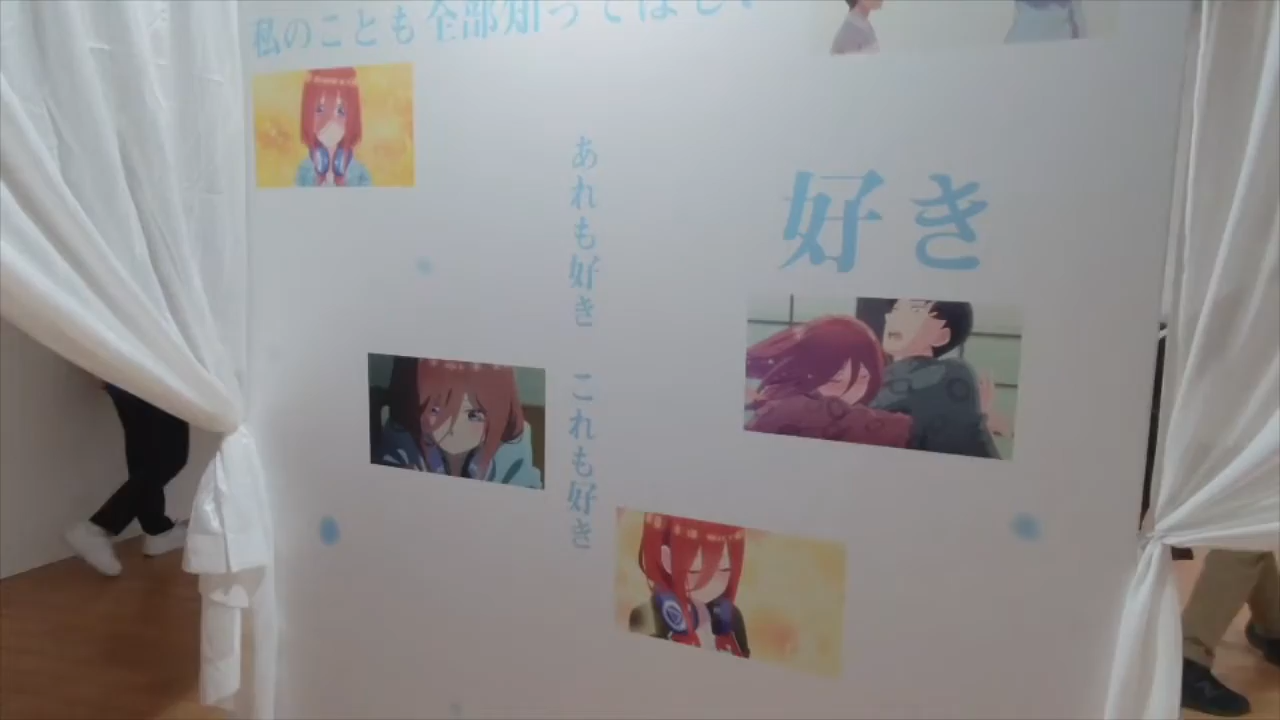 私のことも全部知ってほしい
好き
あれも好き これも好き